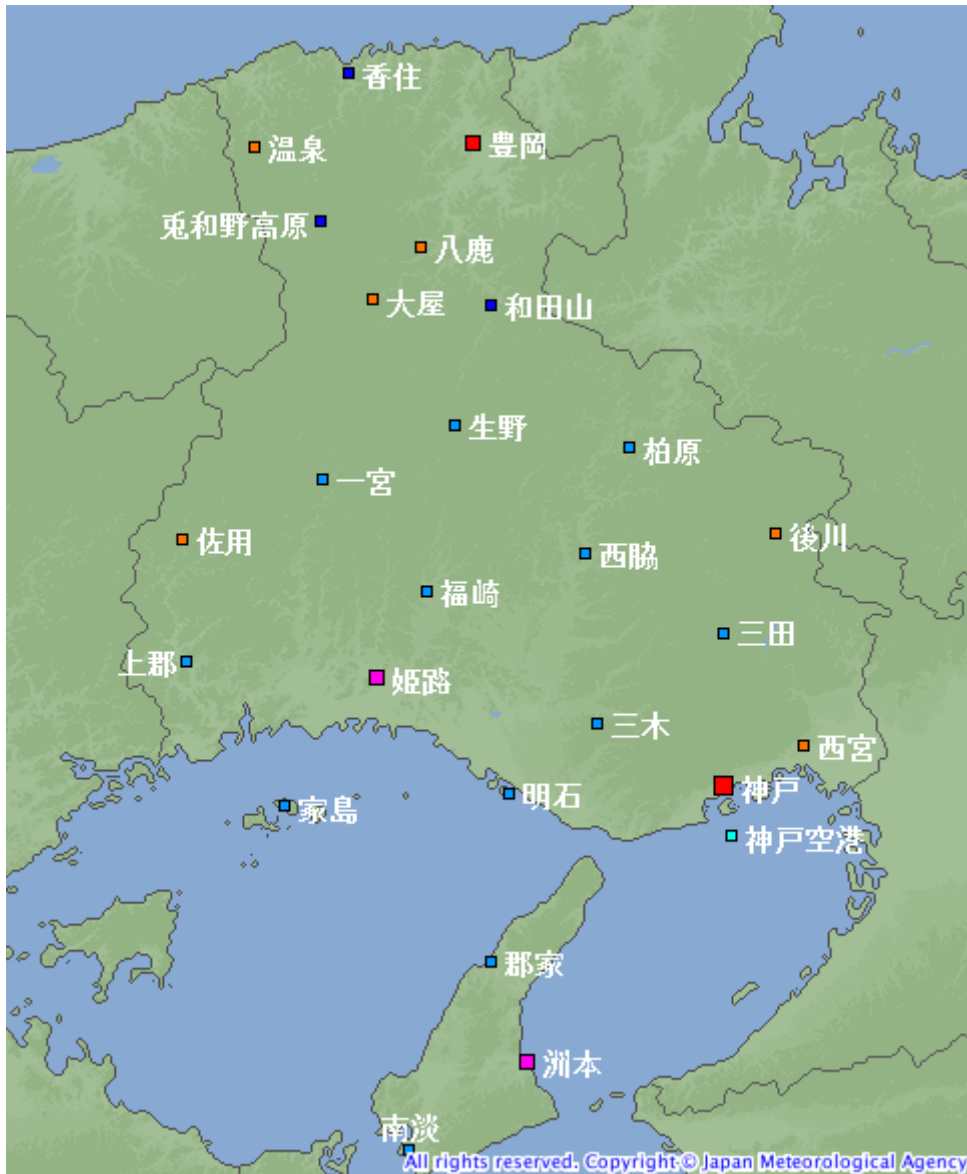 香住
温泉
豊岡
兎和野高原
八鹿
大屋
和田山
生野
柏原
一宮
佐用
後川
西脇
福崎
三田
上郡
姫路
三木
西宮
神戸
明石
家島
神戸空港
郡家
洲本
南淡
All rights reserved. Copyright © Japan Meteorological Agency